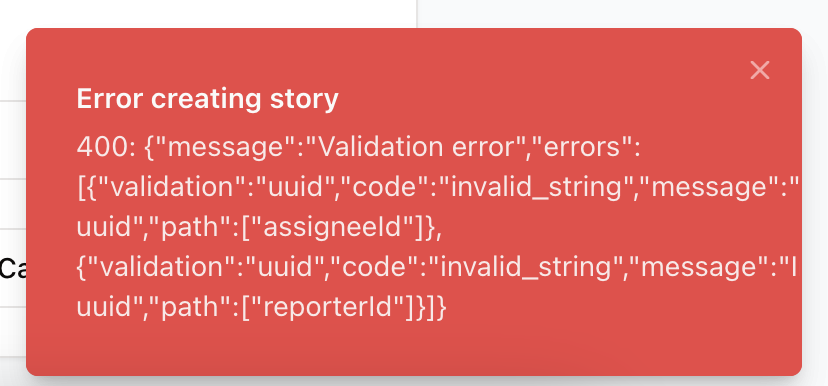 Error creating story
400: {"message":"Validation error","errors":
[{"validation":"uuid","code":"invalid_string","message":"
uuid","path":["assigneeId"]},
Ca
{"validation":"uuid","code":"invalid_string","message":"I
uuid","path":["reporterId"]}]}